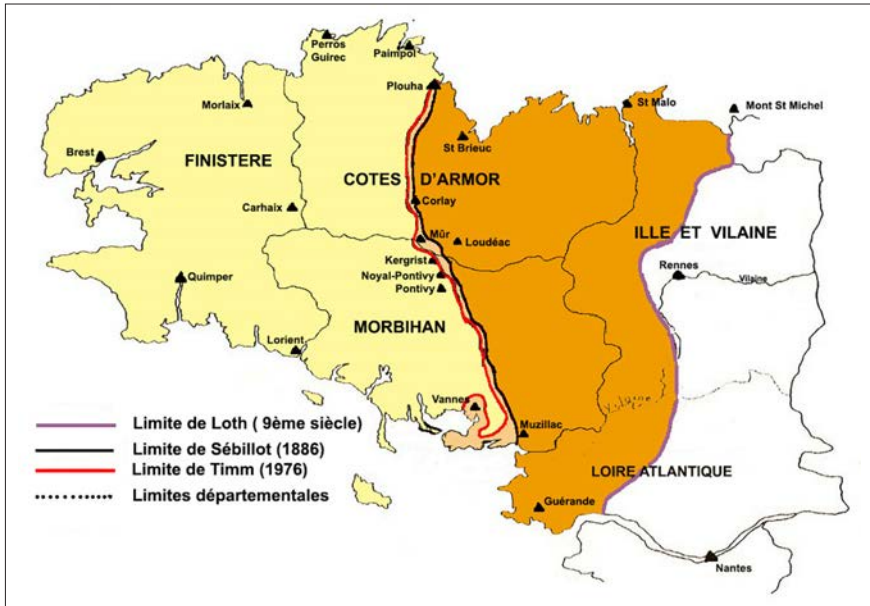 Perros
Guirec
Paimpol
Plouha
Morlaix
St Malo
Mont St Michel
St Brieuc
Brest
FINISTERE
COTES D'ARMOR
Carhaix
Corlay
Mûr
Loudéac
ILLE ET VILAINE
Kergrist
Noyal-Pontivy
Pontivy
Rennes
Vilaine
Quimper
MORBIHAN
Lorient
Vannes
Muzillac
Vilaine
LOIRE ATLANTIQUE
Guérande
Nantes
Limite de Loth ( 9ème siècle)
Limite de Sébillot (1886)
Limite de Timm (1976)
Limites départementales